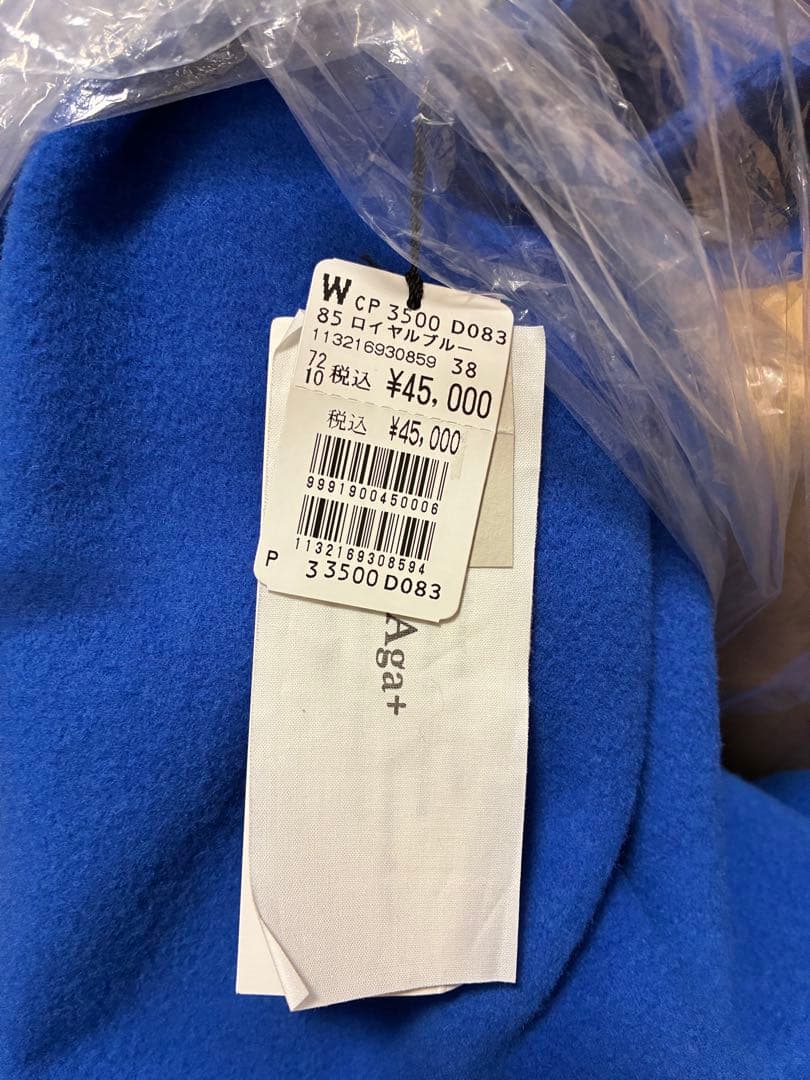 W CP 3500 D083
85 ロイヤルブルー
113216930859 38
72
10 税込 ¥45,000
税込 ¥45,000
9991900450006
1132169308594
P 33500 D083
Aga+